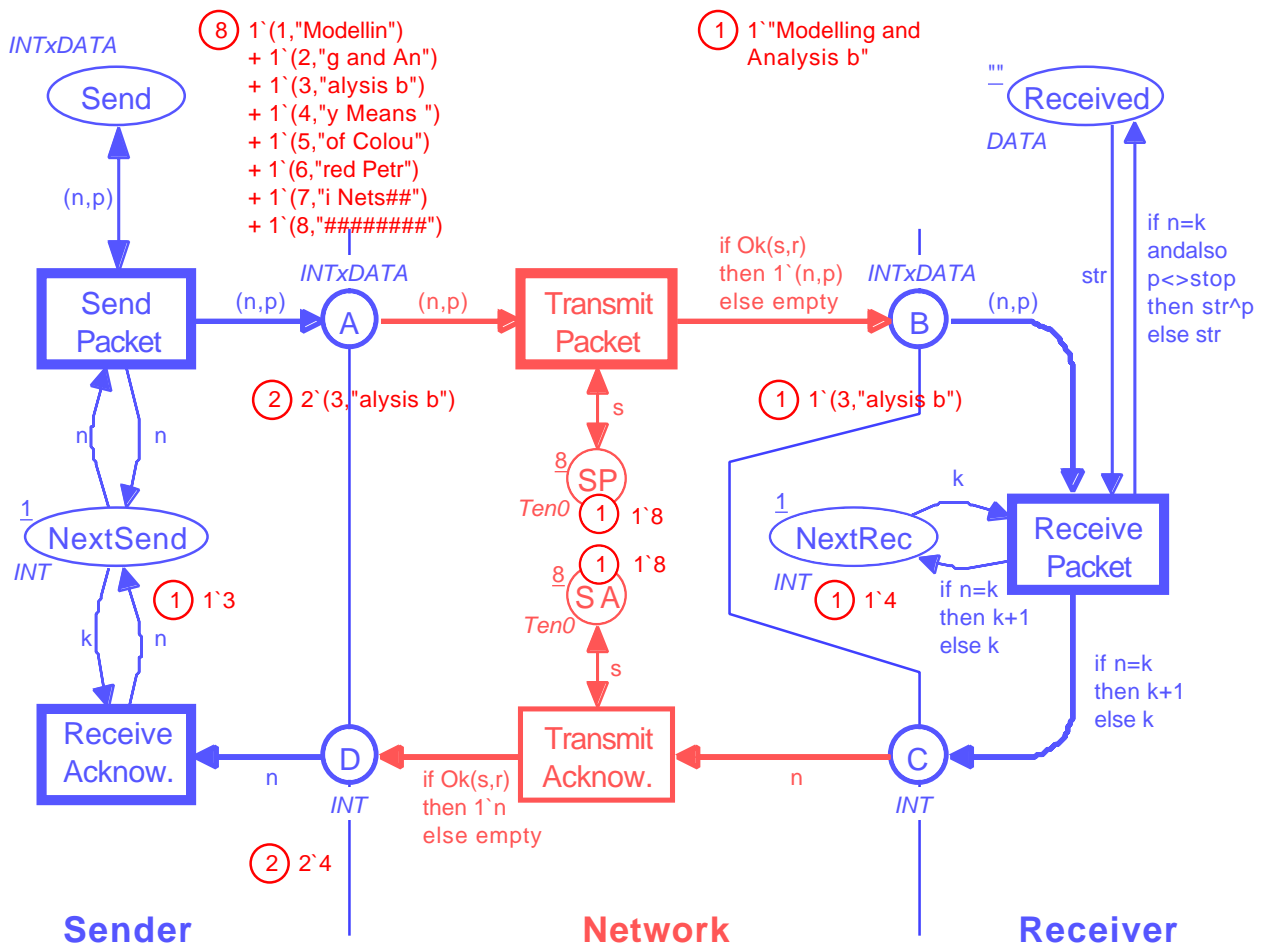 8 1`(1,"Modellin")
+ 1`(2,"g and An")
+ 1`(3,"alysis b")
+ 1`(4,"y Means ")
+ 1`(5,"of Colou")
+ 1`(6,"red Petr")
+ 1`(7,"i Nets##")
+ 1`(8,"########")
1 1`"Modelling and
Analysis b"
INTxDATA
Send
""
Received
DATA
(n,p)
str
if n=k
andalso
p<>stop
then str^p
else str
Send
Packet
(n,p)
INTxDATA
A
(n,p)
Transmit
Packet
if Ok(s,r)
then 1`(n,p)
else empty
INTxDATA
B
(n,p)
2 2`(3,"alysis b")
1 1`(3,"alysis b")
n
n
s
8
SP
Ten0
1 1`8
1
NextSend
INT
1 1`3
1 1`8
8
SA
Ten0
s
k
1
NextRec
INT
1 1`4
if n=k
then k+1
else k
Receive
Packet
k
n
if n=k
then k+1
else k
Receive
Acknow.
n
D
INT
if Ok(s,r)
then 1`n
else empty
Transmit
Acknow.
n
C
INT
2 2`4
Sender
Network
Receiver